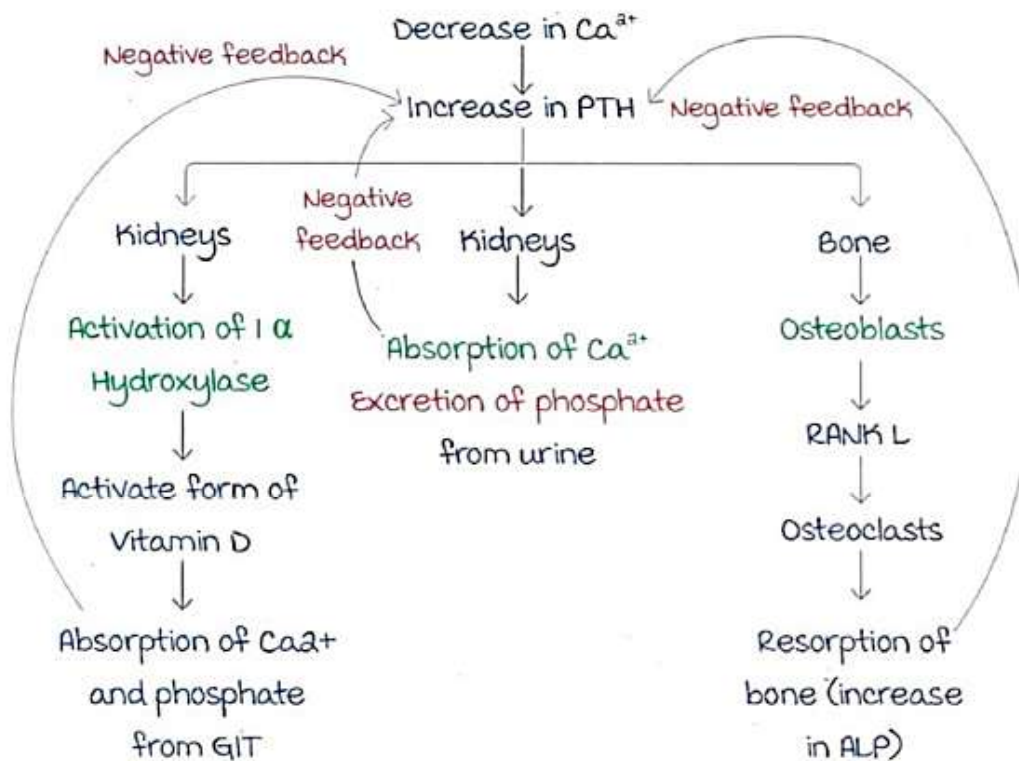 Decrease in Ca²⁺
Negative feedback
Increase in PTH
Negative feedback
Negative
feedback
Kidneys
Kidneys
Bone
Activation of 1 α
Hydroxylase
Activate form of
Vitamin D
Absorption of Ca2+
and phosphate
from GIT
Absorption of Ca²⁺
Excretion of phosphate
from urine
Osteoblasts
RANK L
Osteoclasts
Resorption of
bone (increase
in ALP)